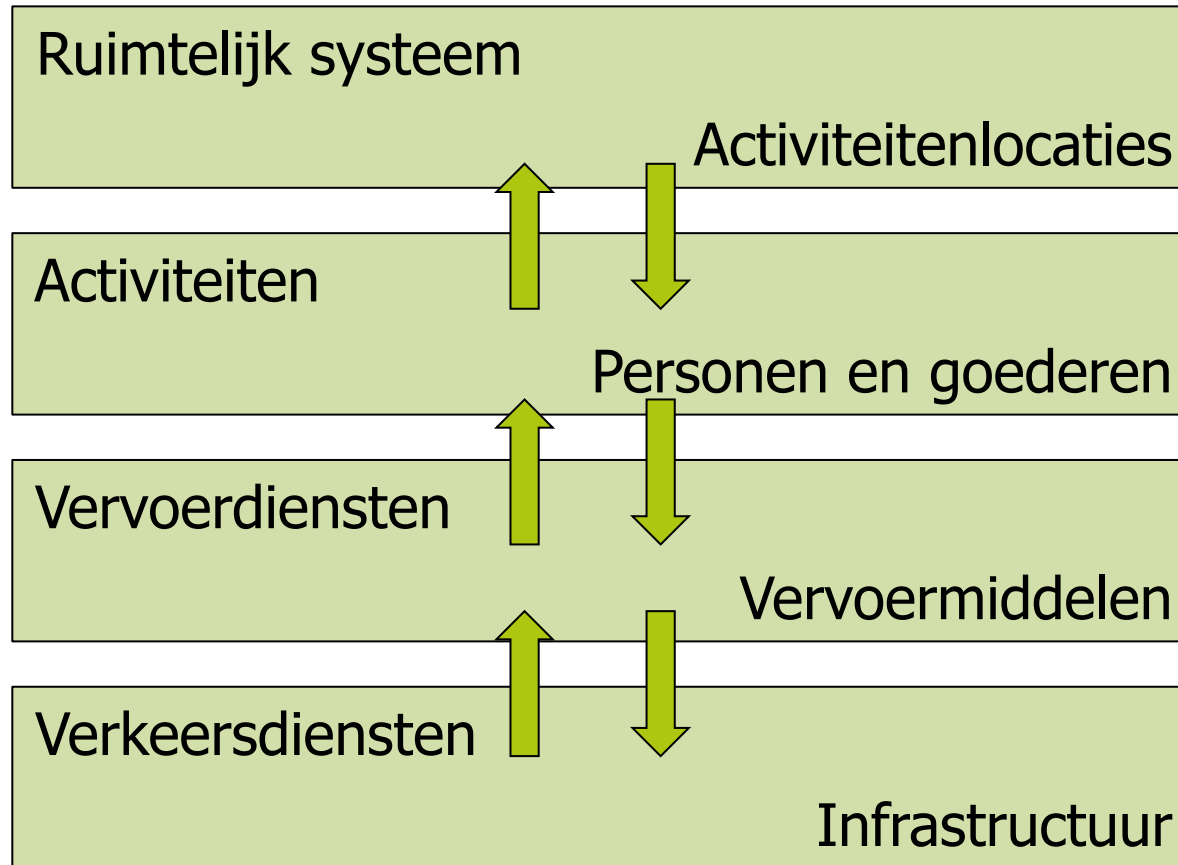 Ruimtelijk systeem
Activiteitenlocaties
Activiteiten
Personen en goederen
Vervoerdiensten
Vervoermiddelen
Verkeersdiensten
Infrastructuur